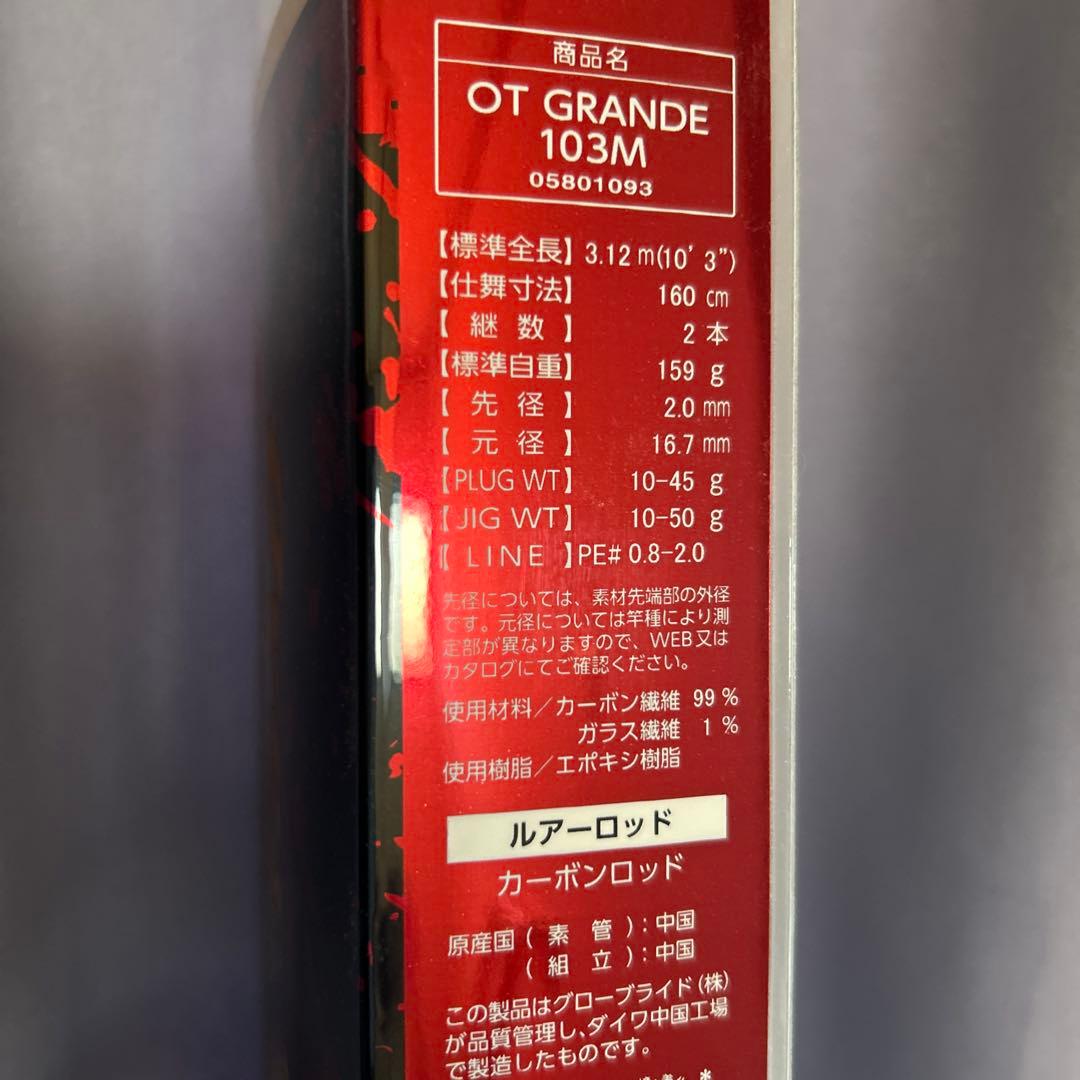 商品名
OT GRANDE
103M
05801093
【標準全長】3.12m(10' 3")
【仕舞寸法】 160 cm
【 継 数 】 2 本
【標準自重】 159 g
【 先 径 】 2.0 mm
【 元 径 】 16.7 mm
【PLUG WT】 10-45 g
【JIG WT】 10-50 g
【 LINE 】PE# 0.8-2.0
先径については、素材先端部の外径
です。元径については竿種により測
定部が異なりますので、WEB又は
カタログにてご確認ください。
使用材料/カーボン繊維 99 %
ガラス繊維 1 %
使用樹脂/エポキシ樹脂
ルアーロッド
カーボンロッド
原産国 ( 素 管 ) : 中国
( 組 立 ) : 中国
この製品はグローブライド(株)
が品質管理し、ダイワ中国工場
で製造したものです。